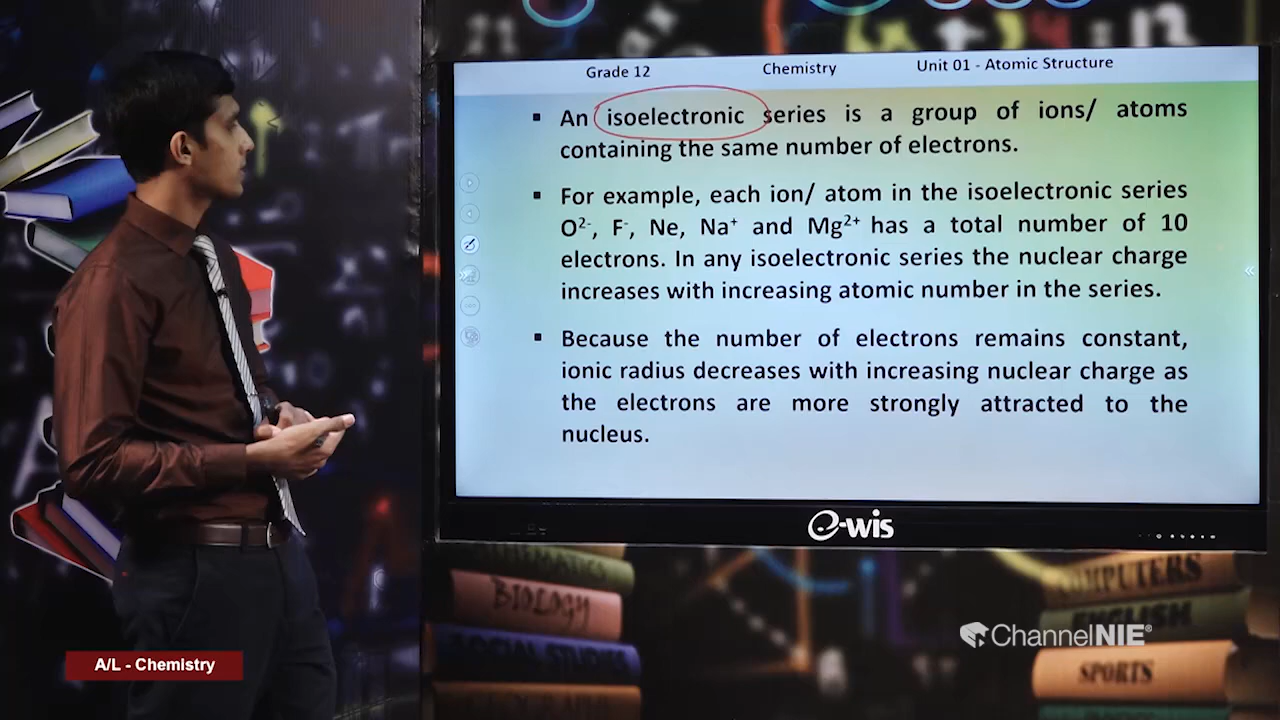 Grade 12 Chemistry Unit 01 - Atomic Structure
▪ An isoelectronic series is a group of ions/ atoms
containing the same number of electrons.
▪ For example, each ion/ atom in the isoelectronic series
O²⁻, F⁻, Ne, Na⁺ and Mg²⁺ has a total number of 10
electrons. In any isoelectronic series the nuclear charge
increases with increasing atomic number in the series.
▪ Because the number of electrons remains constant,
ionic radius decreases with increasing nuclear charge as
the electrons are more strongly attracted to the
nucleus.
e-wis
MATHEMATICS
BIOLOGY
SOCIAL STUDIES
COMPUTERS
ENGLISH
SPORTS
ChannelNIE®
A/L - Chemistry